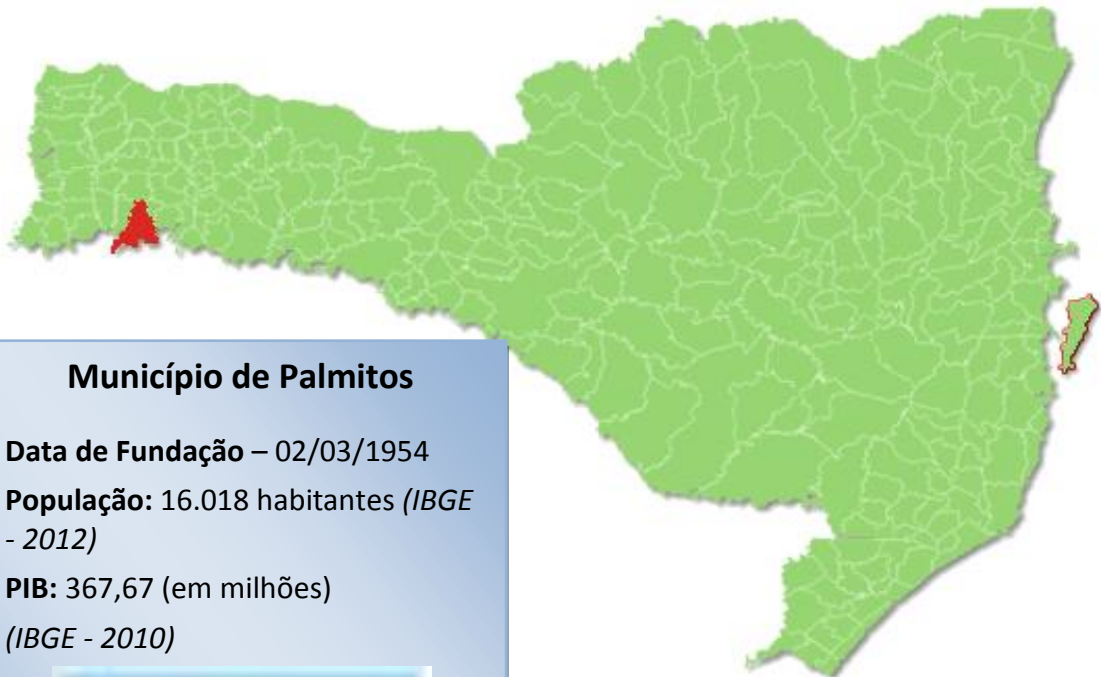 Município de Palmitos
Data de Fundação – 02/03/1954
População: 16.018 habitantes (IBGE
- 2012)
PIB: 367,67 (em milhões)
(IBGE - 2010)